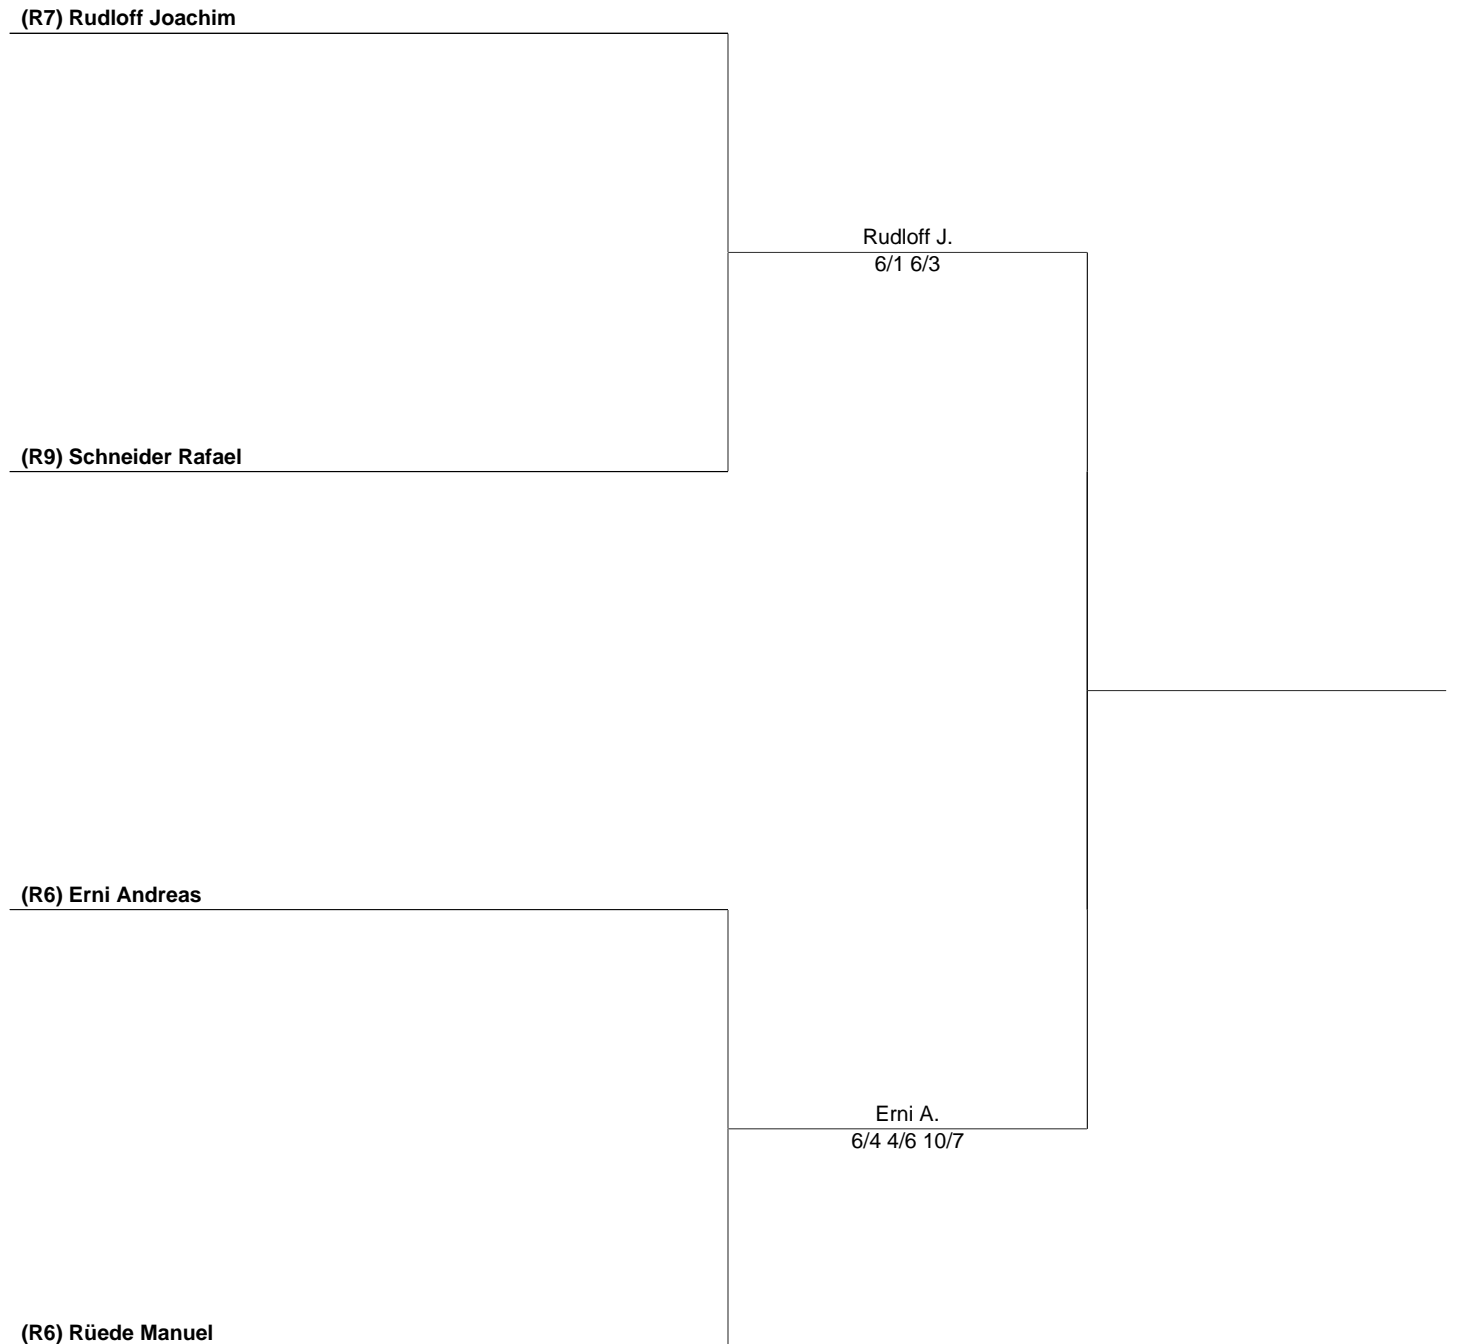 (R7) Rudloff Joachim
Rudloff J.
6/1 6/3
(R9) Schneider Rafael
(R6) Erni Andreas
Erni A.
6/4 4/6 10/7
(R6) Rüede Manuel